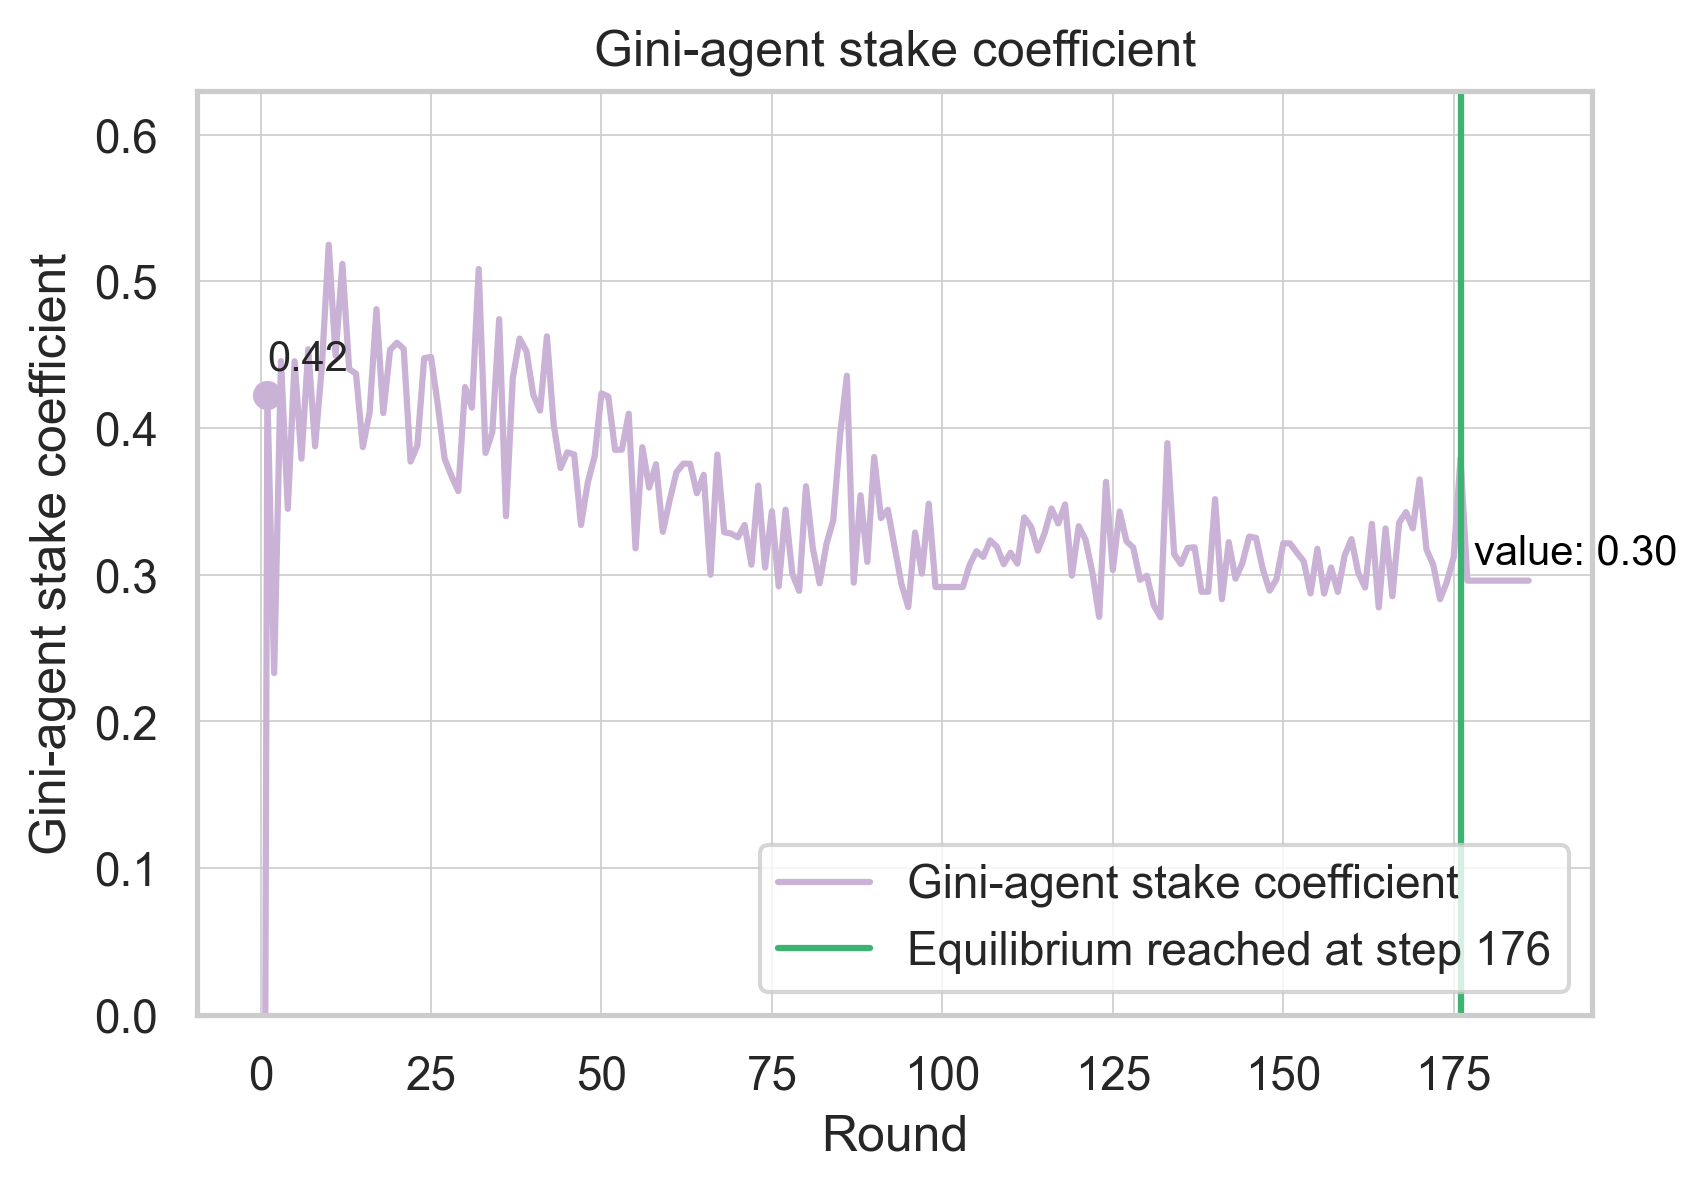 Gini-agent stake coefficient
Gini-agent stake coefficient
0.6
0.5
0.4
0.3
0.2
0.1
0.0
0.42
value: 0.30
Gini-agent stake coefficient
Equilibrium reached at step 176
0
25
50
75
100
125
150
175
Round